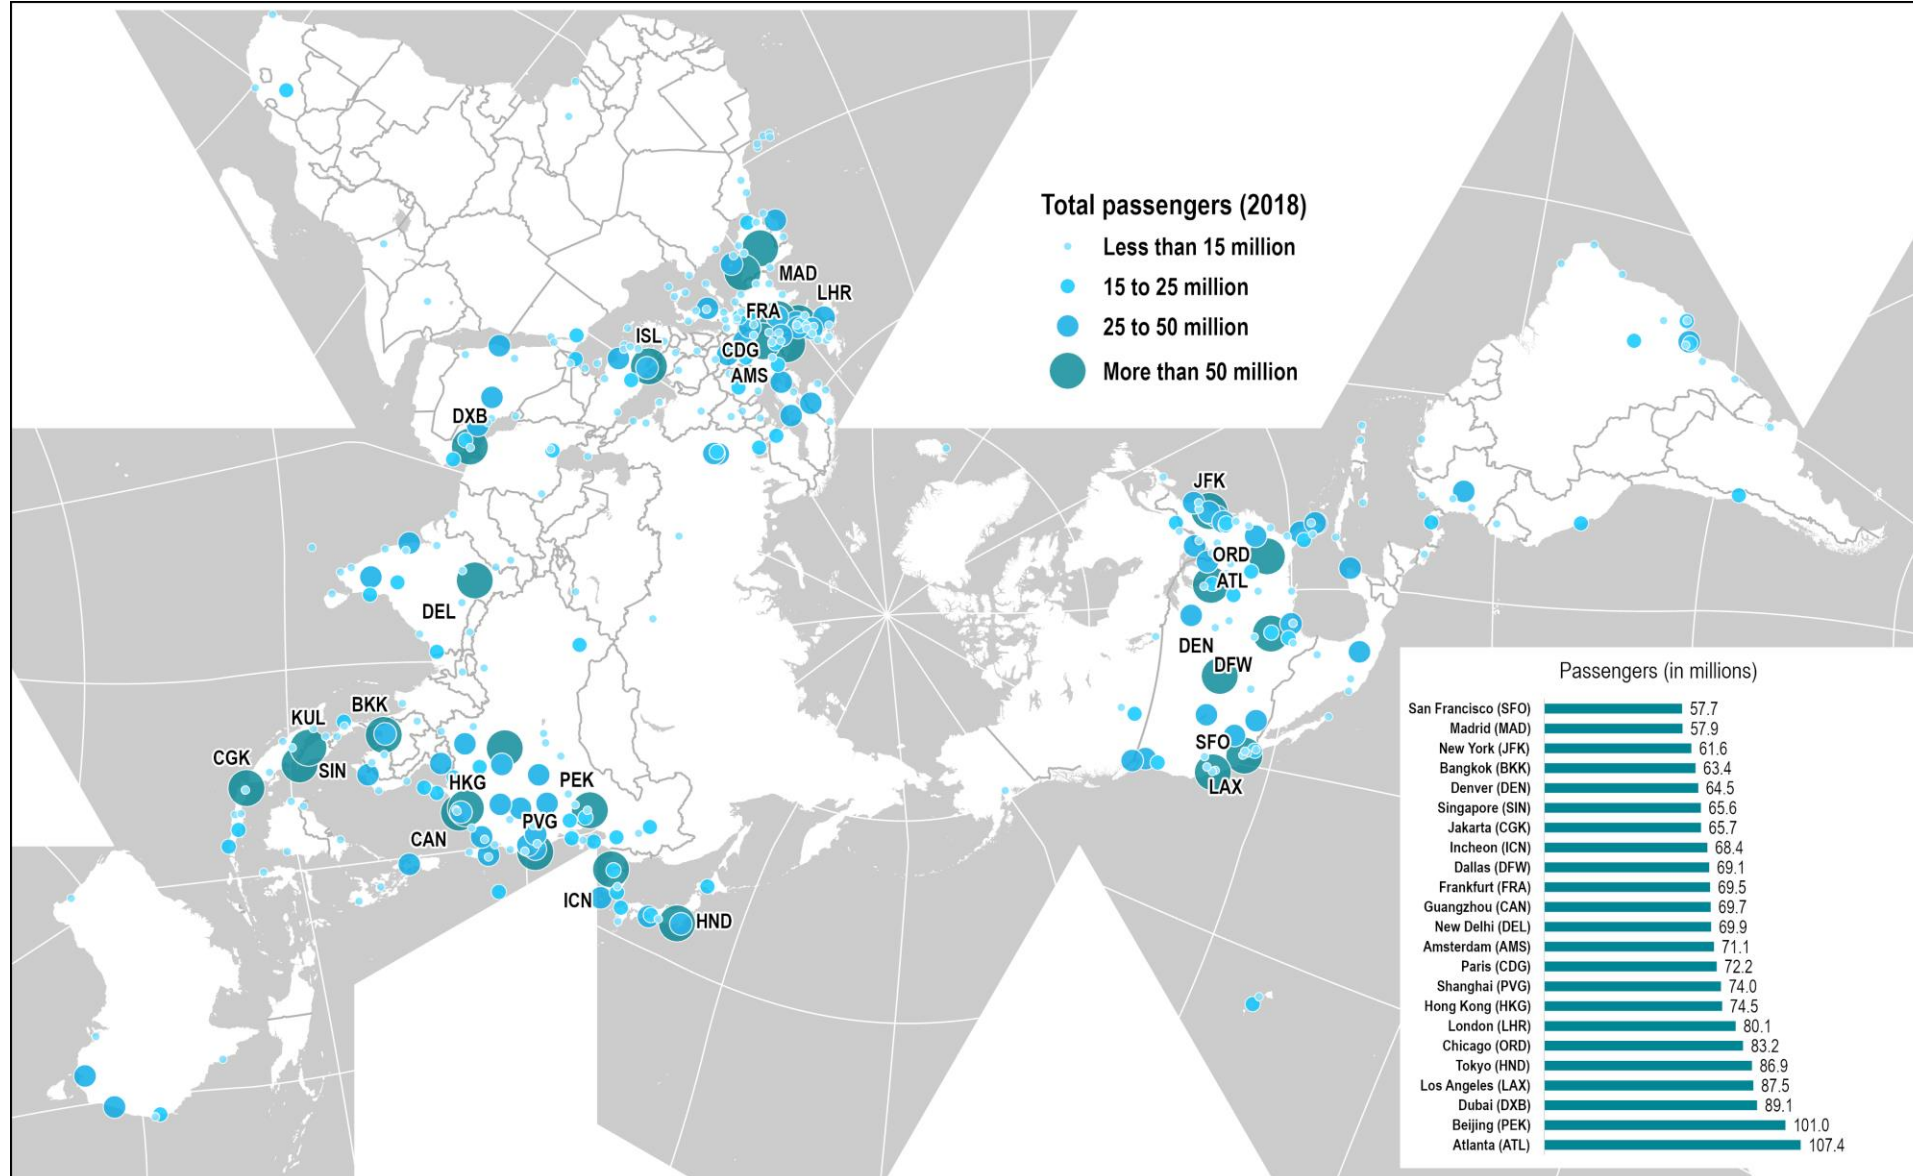 Total passengers (2018)
Less than 15 million
15 to 25 million
25 to 50 million
More than 50 million
MAD
LHR
FRA
ISL
CDG
AMS
DXB
JFK
ORD
ATL
DEL
DEN
DFW
BKK
KUL
CGK
SIN
SFO
PEK
HKG
LAX
PVG
CAN
ICN
HND
Passengers (in millions)
San Francisco (SFO) 57.7
Madrid (MAD) 57.9
New York (JFK) 61.6
Bangkok (BKK) 63.4
Denver (DEN) 64.5
Singapore (SIN) 65.6
Jakarta (CGK) 65.7
Incheon (ICN) 68.4
Dallas (DFW) 69.1
Frankfurt (FRA) 69.5
Guangzhou (CAN) 69.7
New Delhi (DEL) 69.9
Amsterdam (AMS) 71.1
Paris (CDG) 72.2
Shanghai (PVG) 74.0
Hong Kong (HKG) 74.5
London (LHR) 80.1
Chicago (ORD) 83.2
Tokyo (HND) 86.9
Los Angeles (LAX) 87.5
Dubai (DXB) 89.1
Beijing (PEK) 101.0
Atlanta (ATL) 107.4